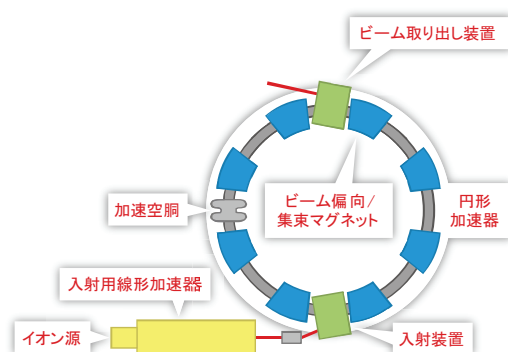 ビーム取り出し装置
加速空胴
ビーム偏向/
集束マグネット
円形
加速器
入射用線形加速器
イオン源
入射装置